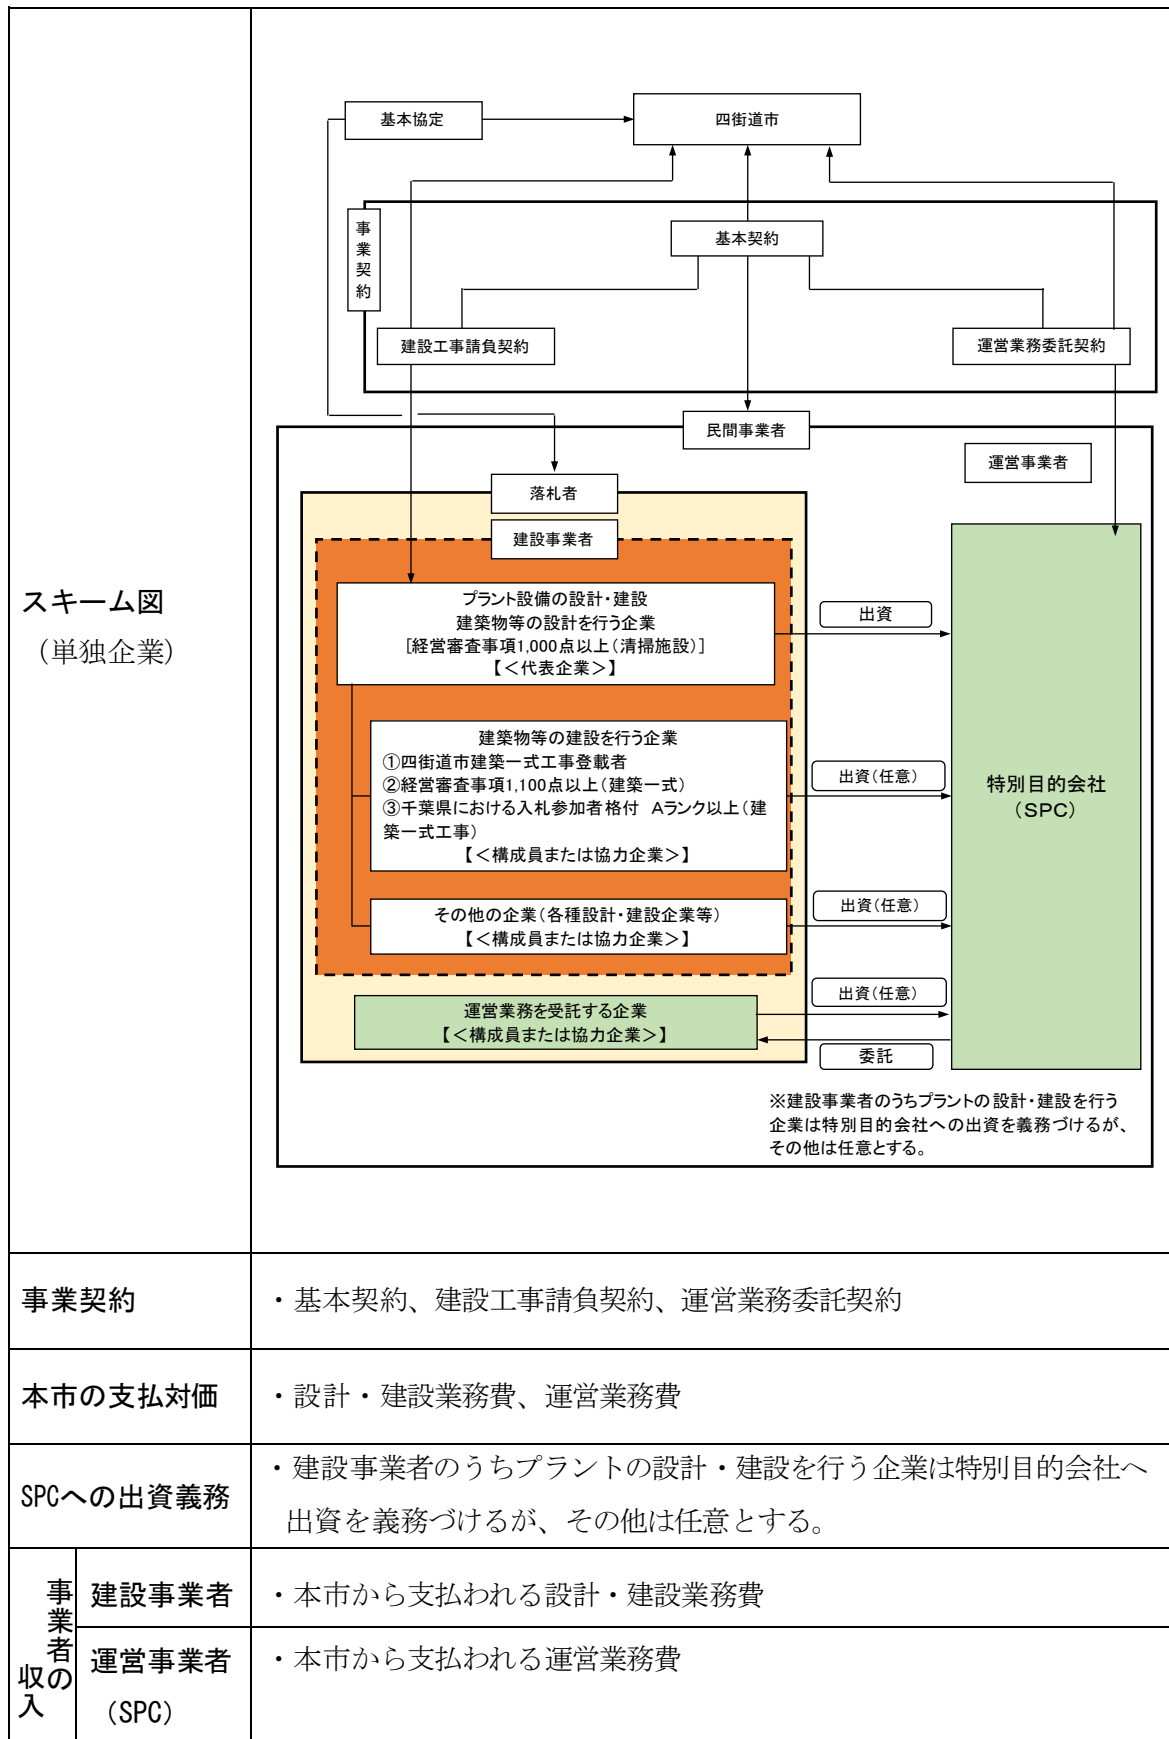 スキーム図
（単独企業）
基本協定
四街道市
事業契約
基本契約
建設工事請負契約
運営業務委託契約
民間事業者
運営事業者
落札者
建設事業者
プラント設備の設計・建設
建築物等の設計を行う企業
[経営審査事項1,000点以上（清掃施設）]
【＜代表企業＞】
出資
建築物等の建設を行う企業
①四街道市建築一式工事登載者
②経営審査事項1,100点以上（建築一式）
③千葉県における入札参加者格付　Aランク以上（建
築一式工事）
【＜構成員または協力企業＞】
出資（任意）
特別目的会社
（SPC）
その他の企業（各種設計・建設企業等）
【＜構成員または協力企業＞】
出資（任意）
運営業務を受託する企業
【＜構成員または協力企業＞】
出資（任意）
委託
※建設事業者のうちプラントの設計・建設を行う
企業は特別目的会社への出資を義務づけるが、
その他は任意とする。
事業契約
・基本契約、建設工事請負契約、運営業務委託契約
本市の支払対価
・設計・建設業務費、運営業務費
SPCへの出資義務
・建設事業者のうちプラントの設計・建設を行う企業は特別目的会社へ
出資を義務づけるが、その他は任意とする。
事業者の
収入
建設事業者
・本市から支払われる設計・建設業務費
運営事業者
（SPC）
・本市から支払われる運営業務費